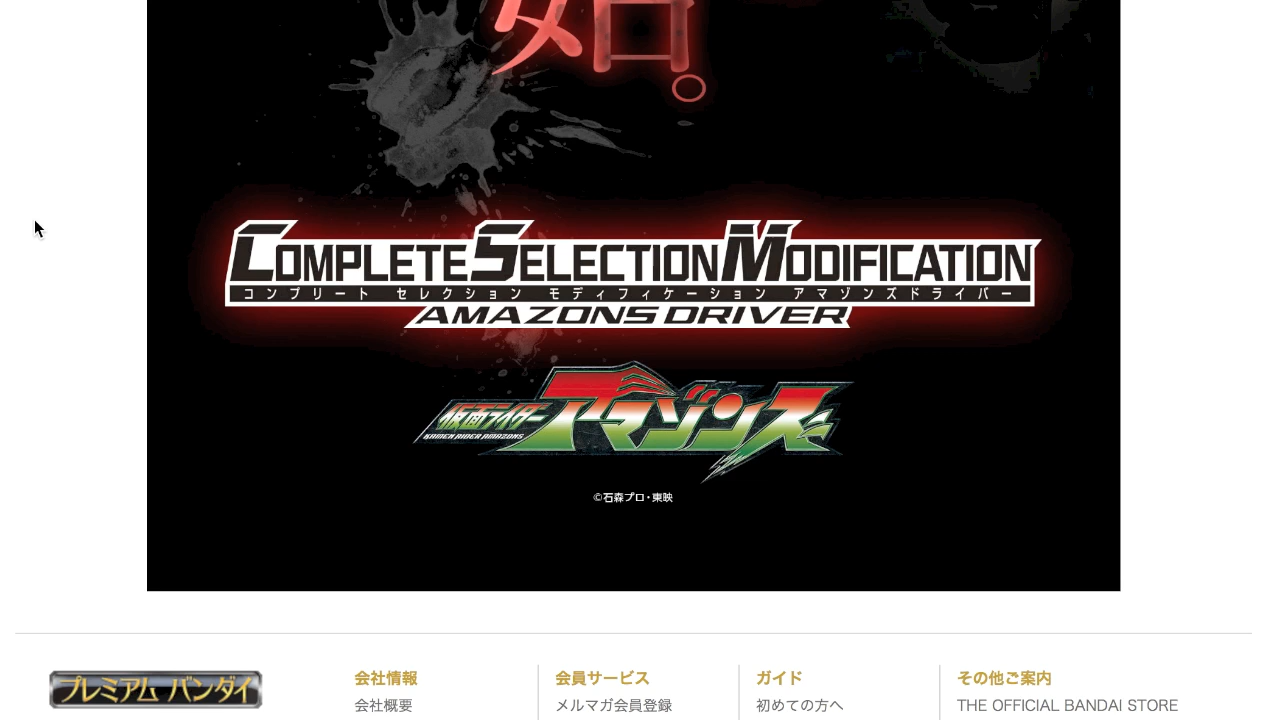 始。
COMPLETE SELECTION MODIFICATION
コンプリート セレクション モディフィケーション アマゾンズドライバー
AMAZONS DRIVER
仮面ライダー アマゾンズ
KAMEN RIDER AMAZONS
©石森プロ・東映
プレミアム バンダイ
会社情報 会員サービス ガイド その他ご案内
会社概要 メルマガ会員登録 初めての方へ THE OFFICIAL BANDAI STORE